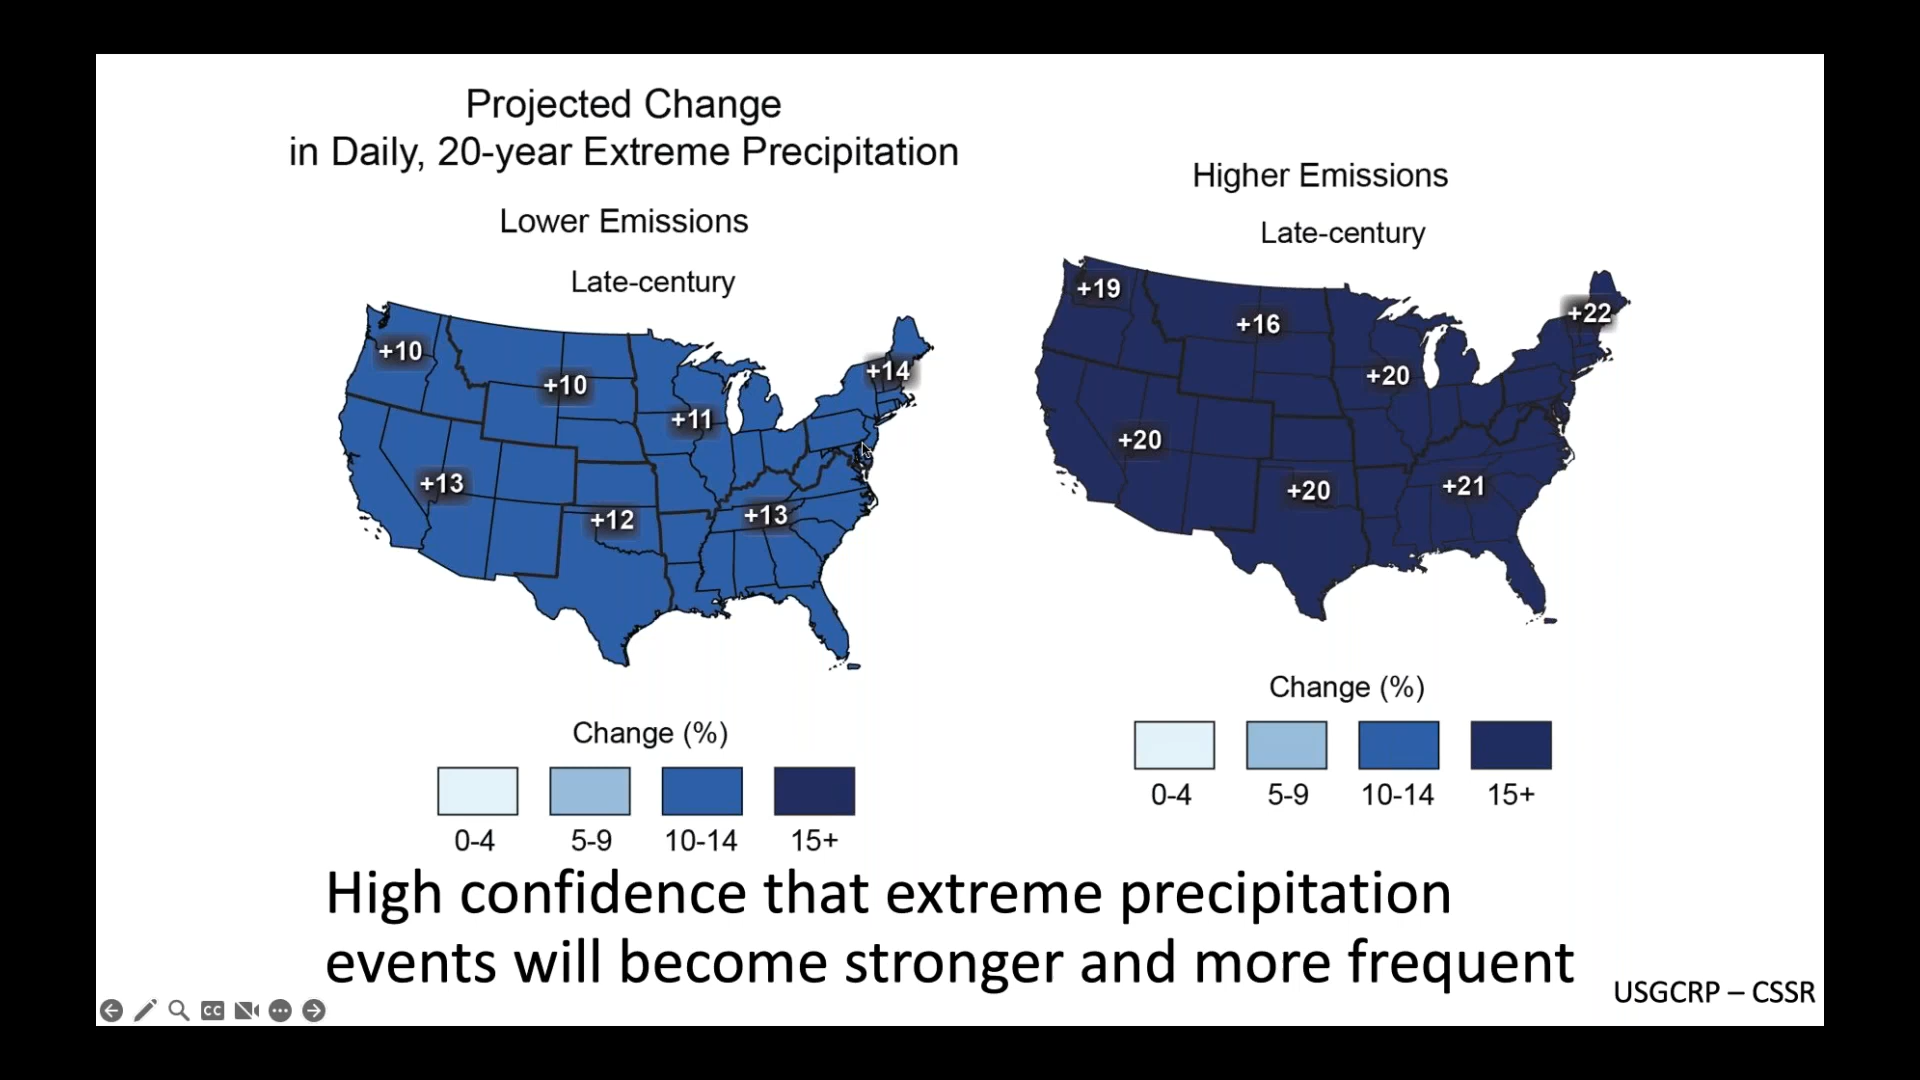 Projected Change
in Daily, 20-year Extreme Precipitation
Lower Emissions
Late-century
+10
+10
+14
+11
+13
+12
+13
Change (%)
0-4
5-9
10-14
15+
Higher Emissions
Late-century
+19
+16
+22
+20
+20
+20
+21
Change (%)
0-4
5-9
10-14
15+
High confidence that extreme precipitation
events will become stronger and more frequent
USGCRP – CSSR
CC